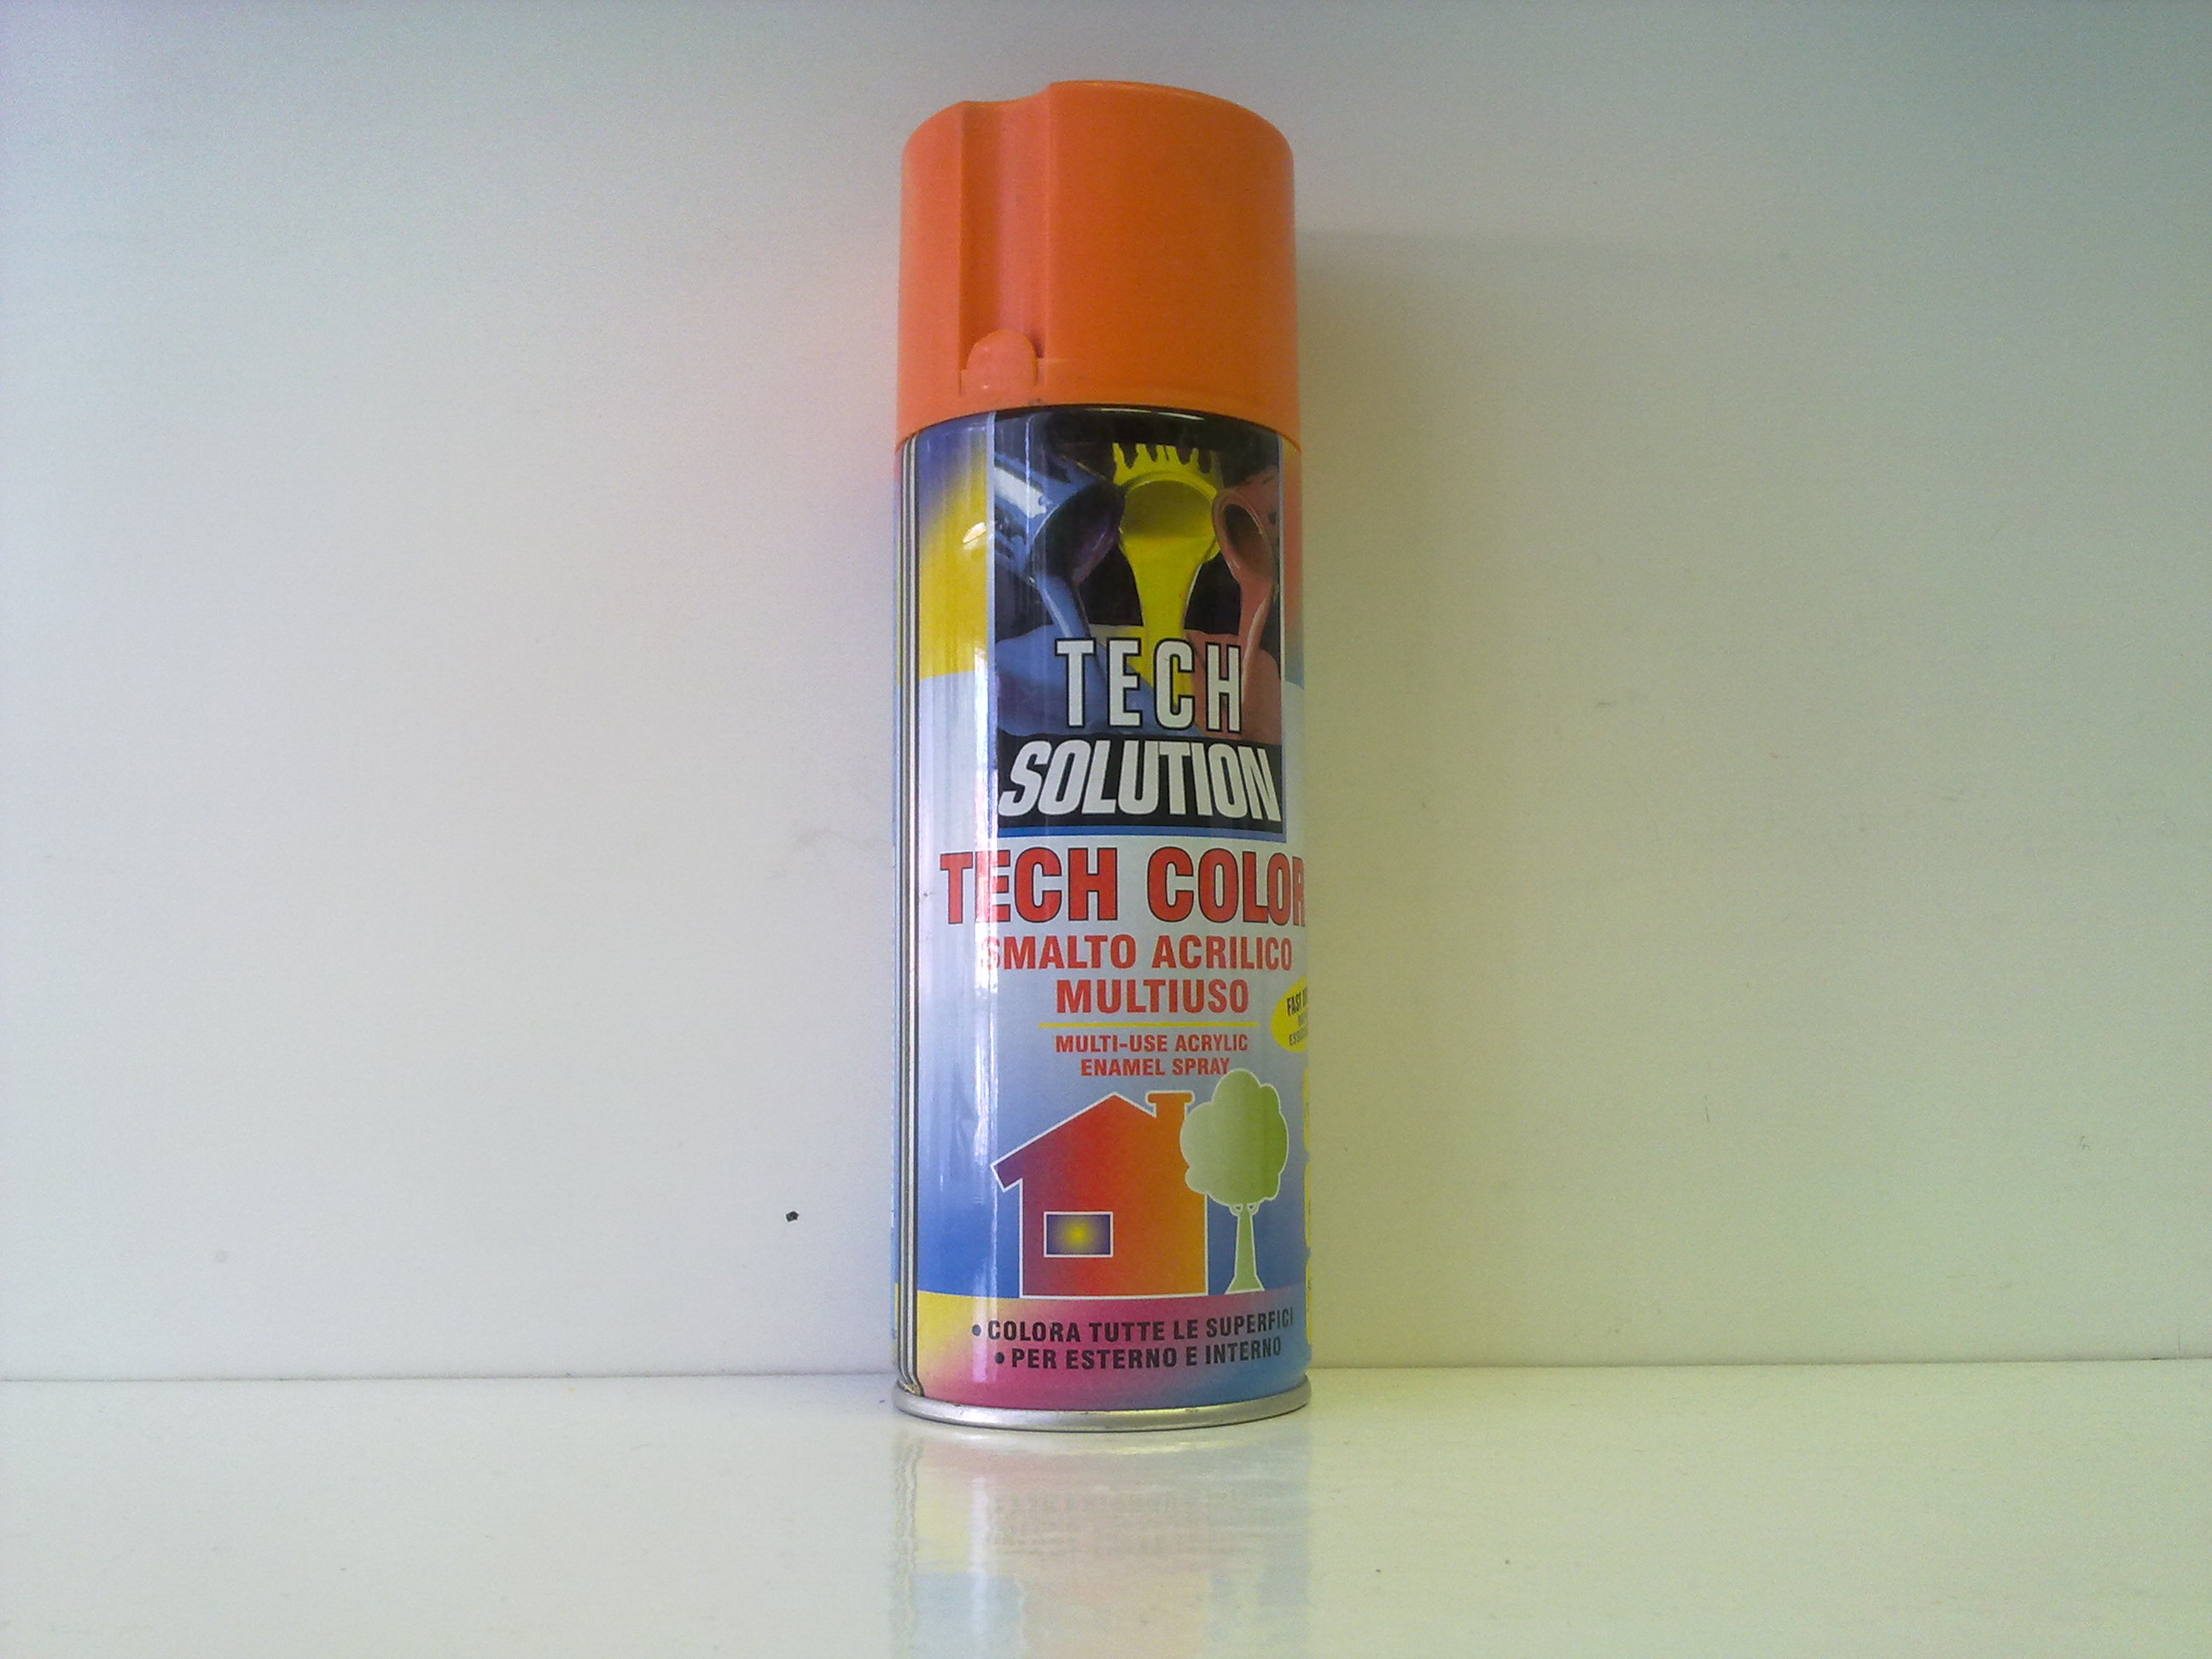 TECH
SOLUTION
TECH COLOR
SMALTO ACRILICO
MULTIUSO
FAST
MULTI-USE ACRYLIC
ENAMEL SPRAY
• COLORA TUTTE LE SUPERFICI
• PER ESTERNO E INTERNO